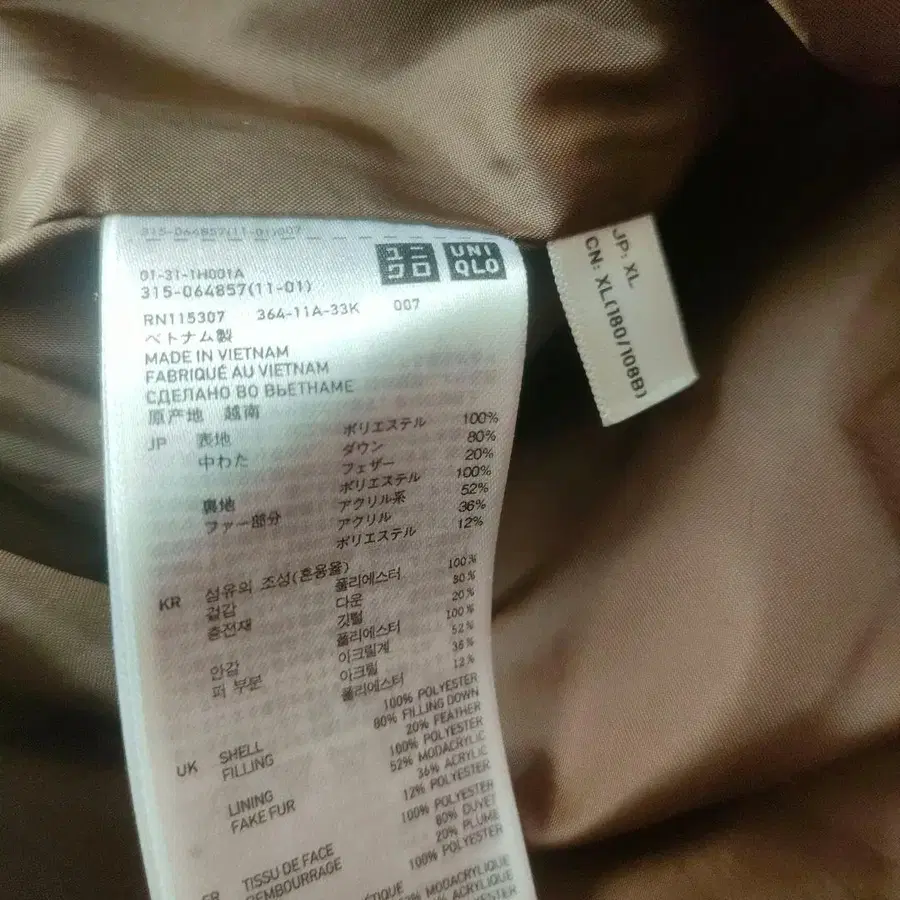 315-064857(11-01)007
ユニ
クロ
UNI
QLO
01-31-1H001A
315-064857(11-01)
RN115307 364-11A-33K 007
ベトナム製
MADE IN VIETNAM
FABRIQUÉ AU VIETNAM
СДЕЛАНО ВО ВЬЕТНАМЕ
原产地 越南
JP 表地 ポリエステル 100%
中わた ダウン 80%
フェザー 20%
裏地 ポリエステル 100%
ファー部分 アクリル系 52%
アクリル 36%
ポリエステル 12%
KR 섬유의 조성(혼용율)
겉감 폴리에스터 100%
충전재 다운 80%
깃털 20%
안감 폴리에스터 100%
퍼 부분 아크릴계 52%
아크릴 36%
폴리에스터 12%
UK SHELL 100% POLYESTER
FILLING 80% FILLING DOWN
20% FEATHER
LINING 100% POLYESTER
FAKE FUR 52% MODACRYLIC
36% ACRYLIC
12% POLYESTER
TISSU DE FACE 100% POLYESTER
REMBOURRAGE 80% DUVET
20% PLUME
100% POLYESTER
MODACRYLIQUE
ACRYLIQUE
JP: XL
CN: XL(180/108B)